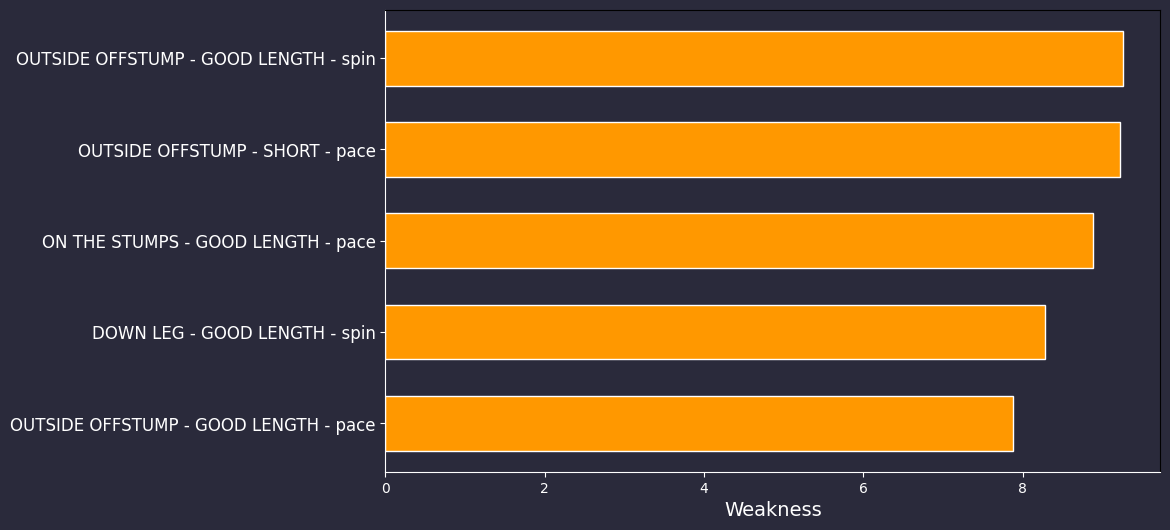 OUTSIDE OFFSTUMP - GOOD LENGTH - spin
OUTSIDE OFFSTUMP - SHORT - pace
ON THE STUMPS - GOOD LENGTH - pace
DOWN LEG - GOOD LENGTH - spin
OUTSIDE OFFSTUMP - GOOD LENGTH - pace
0 2 4 6 8
Weakness